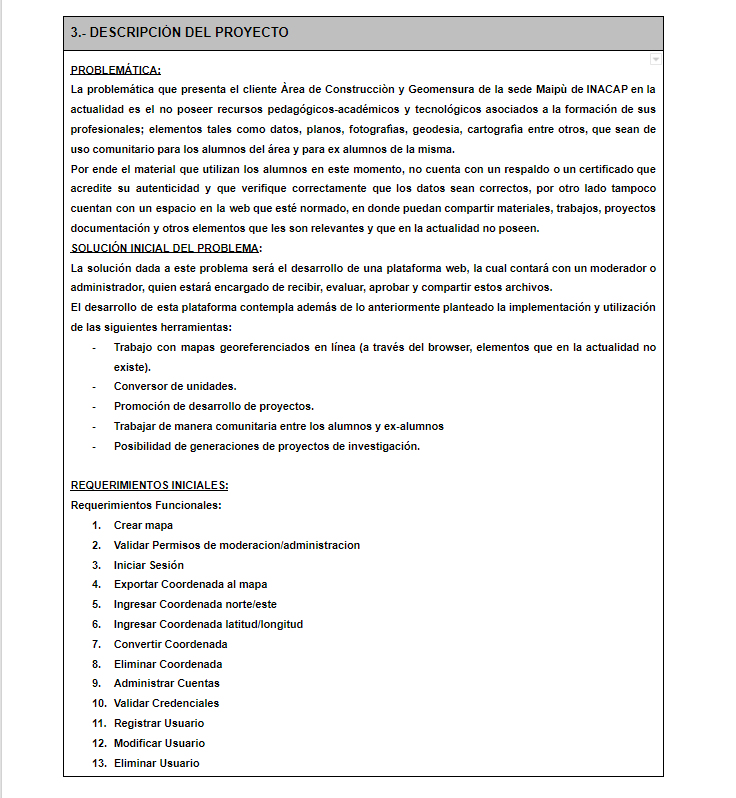 3.- DESCRIPCIÓN DEL PROYECTO
PROBLEMÁTICA:
La problemática que presenta el cliente Àrea de Construcciòn y Geomensura de la sede Maipù de INACAP en la
actualidad es el no poseer recursos pedagógicos-académicos y tecnológicos asociados a la formación de sus
profesionales; elementos tales como datos, planos, fotografias, geodesia, cartografia entre otros, que sean de
uso comunitario para los alumnos del área y para ex alumnos de la misma.
Por ende el material que utilizan los alumnos en este momento, no cuenta con un respaldo o un certificado que
acredite su autenticidad y que verifique correctamente que los datos sean correctos, por otro lado tampoco
cuentan con un espacio en la web que esté normado, en donde puedan compartir materiales, trabajos, proyectos
documentación y otros elementos que les son relevantes y que en la actualidad no poseen.
SOLUCIÓN INICIAL DEL PROBLEMA:
La solución dada a este problema será el desarrollo de una plataforma web, la cual contará con un moderador o
administrador, quien estará encargado de recibir, evaluar, aprobar y compartir estos archivos.
El desarrollo de esta plataforma contempla además de lo anteriormente planteado la implementación y utilización
de las siguientes herramientas:
- Trabajo con mapas georeferenciados en línea (a través del browser, elementos que en la actualidad no
existe).
- Conversor de unidades.
- Promoción de desarrollo de proyectos.
- Trabajar de manera comunitaria entre los alumnos y ex-alumnos
- Posibilidad de generaciones de proyectos de investigación.
REQUERIMIENTOS INICIALES:
Requerimientos Funcionales:
1. Crear mapa
2. Validar Permisos de moderacion/administracion
3. Iniciar Sesión
4. Exportar Coordenada al mapa
5. Ingresar Coordenada norte/este
6. Ingresar Coordenada latitud/longitud
7. Convertir Coordenada
8. Eliminar Coordenada
9. Administrar Cuentas
10. Validar Credenciales
11. Registrar Usuario
12. Modificar Usuario
13. Eliminar Usuario